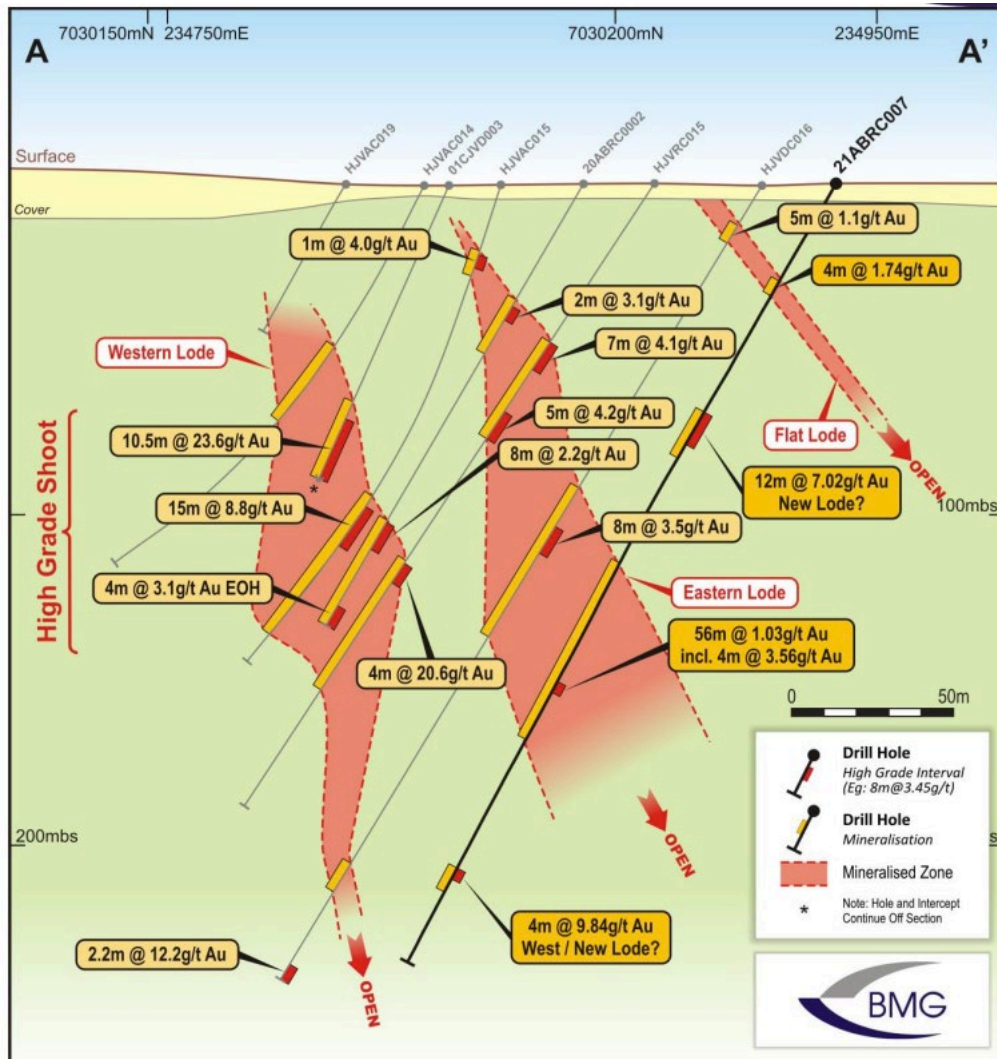 7030150mN
234750mE
7030200mN
234950mE
A
A'
HJVAC019
HJVAC014
01CJVD003
HJVAC015
20ABRC0002
HJVRC015
HJVDC016
21ABRC007
Surface
Cover
5m @ 1.1g/t Au
1m @ 4.0g/t Au
4m @ 1.74g/t Au
2m @ 3.1g/t Au
Western Lode
7m @ 4.1g/t Au
High Grade Shoot
10.5m @ 23.6g/t Au
*
5m @ 4.2g/t Au
Flat Lode
8m @ 2.2g/t Au
OPEN
12m @ 7.02g/t Au
New Lode?
15m @ 8.8g/t Au
100mbs
8m @ 3.5g/t Au
4m @ 3.1g/t Au EOH
Eastern Lode
56m @ 1.03g/t Au
incl. 4m @ 3.56g/t Au
4m @ 20.6g/t Au
0
50m
Drill Hole
High Grade Interval
(Eg: 8m@3.45g/t)
Drill Hole
Mineralisation
Mineralised Zone
*
Note: Hole and Intercept
Continue Off Section
200mbs
OPEN
4m @ 9.84g/t Au
West / New Lode?
2.2m @ 12.2g/t Au
OPEN
BMG